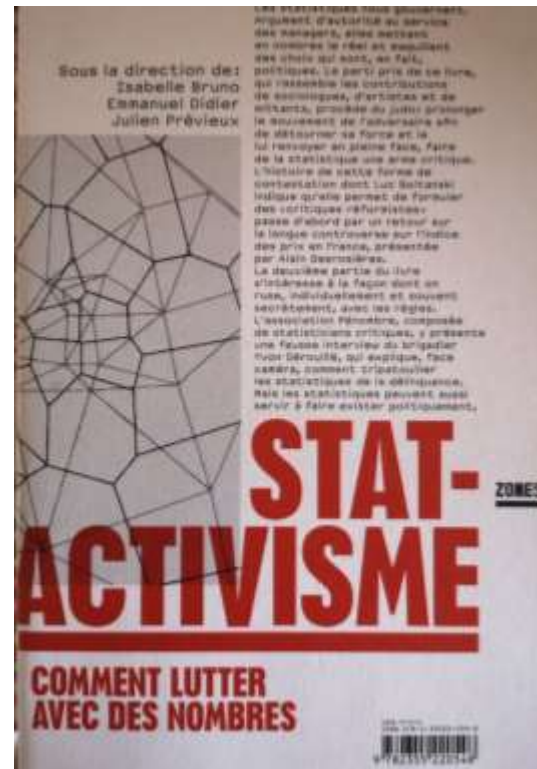 Les statistiques nous gouvernent.
Argument d'autorité au service
des managers, elles mettent
en nombres le réel et maquillent
des choix qui sont, en fait,
politiques. Le parti pris de ce livre,
qui rassemble les contributions
de sociologues, d'artistes et de
militants, procède du judo: prolonger
le mouvement de l'adversaire afin
de détourner sa force et la
lui renvoyer en pleine face, faire
de la statistique une arme critique.
L'histoire de cette forme de
contestation dont Luc Boltanski
indique qu'elle permet de formuler
des «critiques réformistes»
passe d'abord par un retour sur
la longue controverse sur l'indice
des prix en France, présentée
par Alain Desrosières.
La deuxième partie du livre
s'intéresse à la façon dont on
ruse, individuellement et souvent
secrètement, avec les règles.
L'association Pénombre, composée
de statisticiens critiques, y présente
une fausse interview du brigadier
Yvon Dérouillé, qui explique, face
caméra, comment tripatouiller
les statistiques de la délinquance.
Mais les statistiques peuvent aussi
servir à faire exister politiquement,
Sous la direction de:
Isabelle Bruno
Emmanuel Didier
Julien Prévieux
STAT-
ACTIVISME
ZONES
COMMENT LUTTER
AVEC DES NOMBRES
9 782355 220548